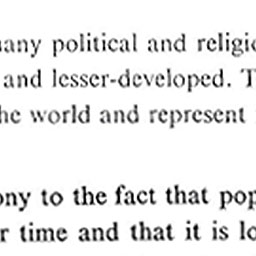 any political and religi
and lesser-developed. T
he world and represent
ony to the fact that pop
r time and that it is lo